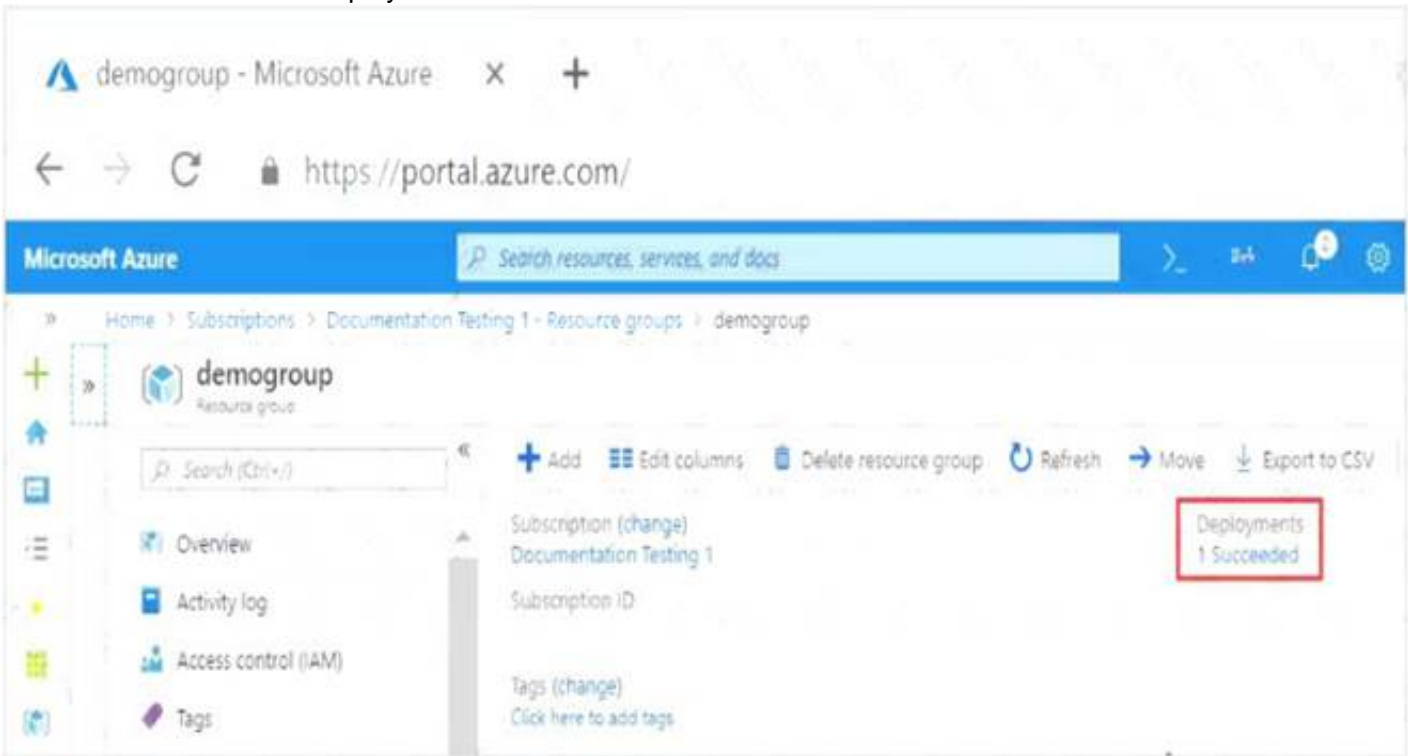 demogroup - Microsoft Azure
https://portal.azure.com/
Microsoft Azure
Search resources, services, and docs
Home > Subscriptions > Documentation Testing 1 - Resource groups > demogroup
demogroup
Resource group
Search (Ctrl+/)
Add Edit columns Delete resource group Refresh Move Export to CSV
Overview
Activity log
Access control (IAM)
Tags
Subscription (change)
Documentation Testing 1
Subscription ID
Tags (change)
Click here to add tags
Deployments
1 Succeeded